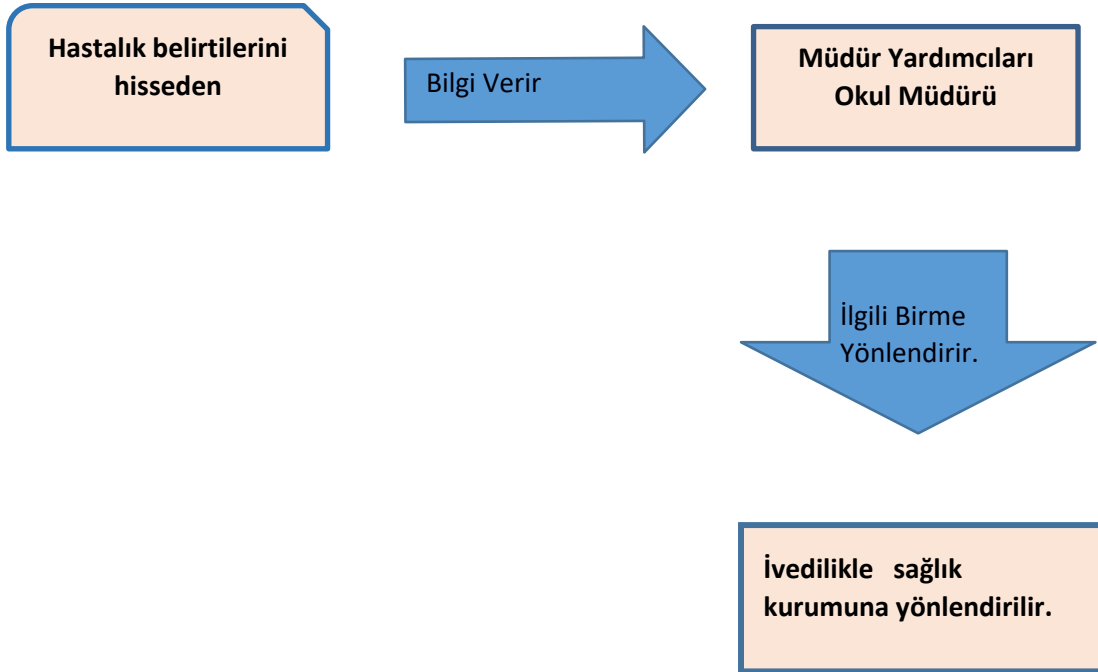 Hastalık belirtilerini
hisseden
Bilgi Verir
Müdür Yardımcıları
Okul Müdürü
İlgili Birme
Yönlendirir.
İvedilikle sağlık
kurumuna yönlendirilir.